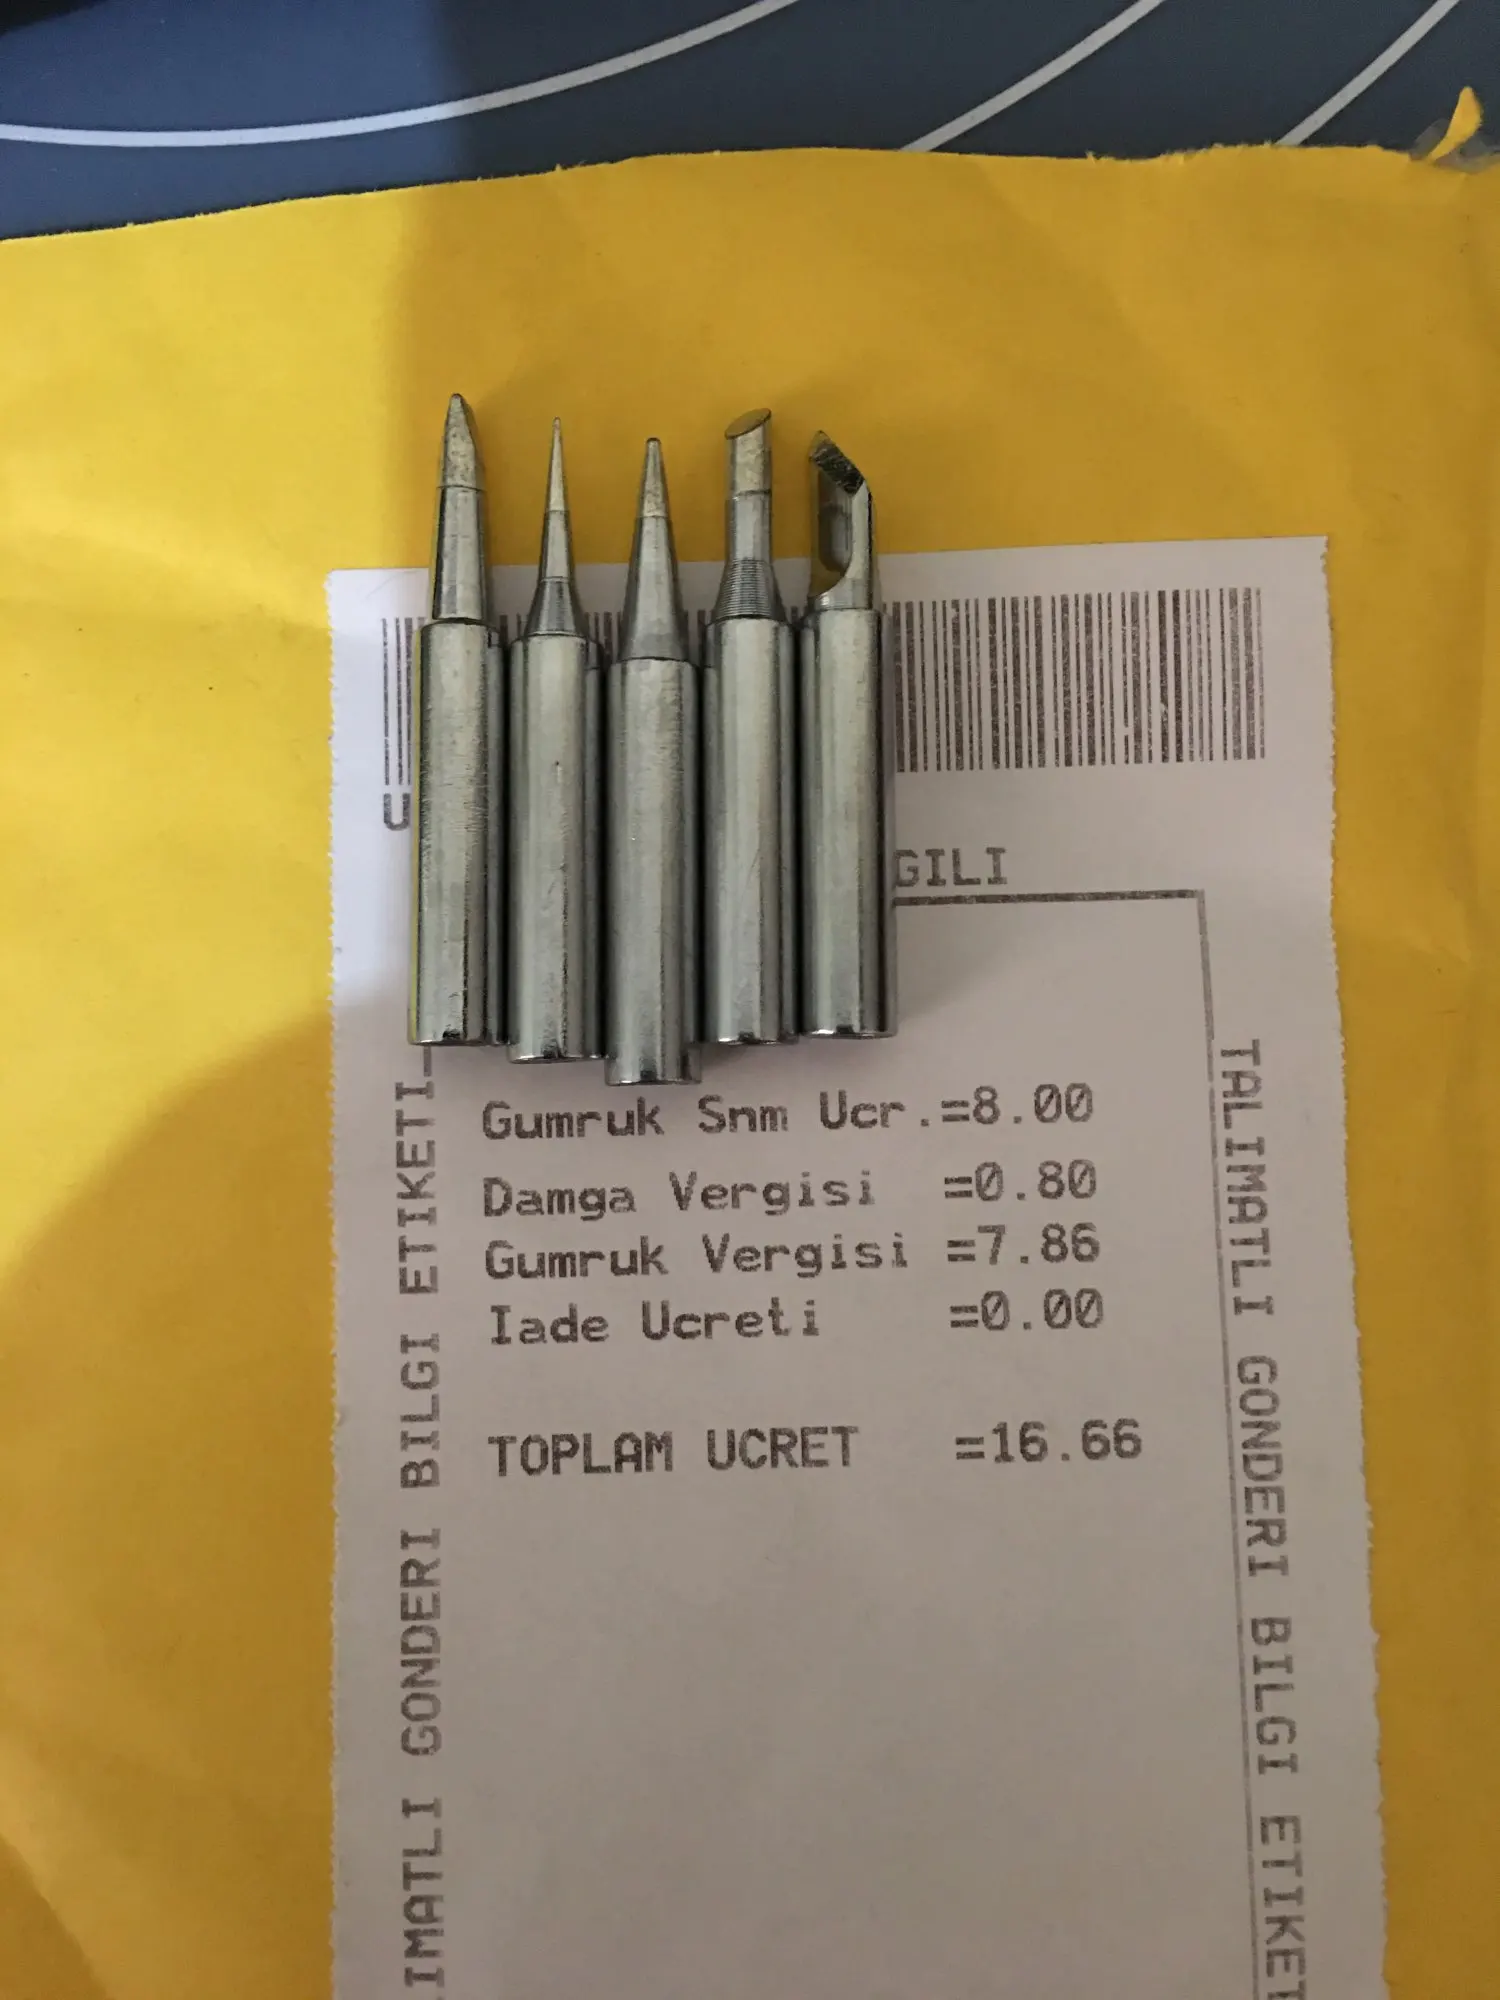 GILI
Gumruk Snm Ucr.=8.00
Damga Vergisi =0.80
Gumruk Vergisi =7.86
Iade Ucreti =0.00
TOPLAM UCRET =16.66
IMATLI GONDERI BILGI ETIKETI
TALIMATLI GONDERI BILGI ETIKET